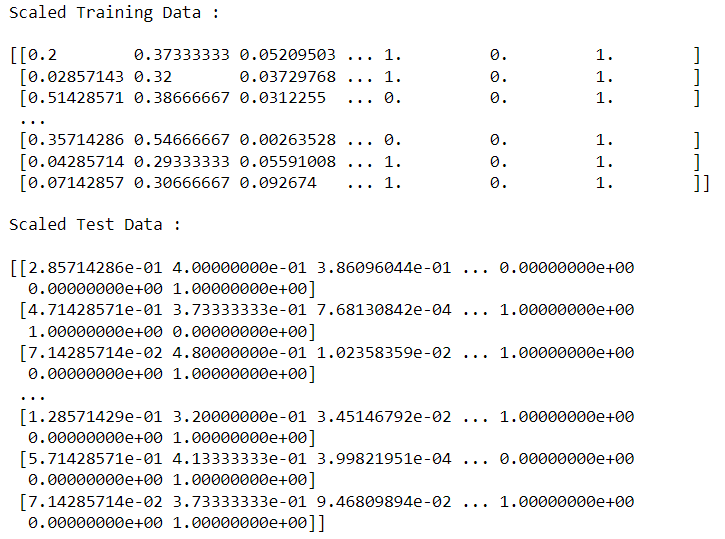 Scaled Training Data :
[[0.2        0.37333333 0.05209503 ... 1.         0.         1.        ]
 [0.02857143 0.32       0.03729768 ... 1.         0.         1.        ]
 [0.51428571 0.38666667 0.0312255  ... 0.         0.         1.        ]
 ...
 [0.35714286 0.54666667 0.00263528 ... 0.         0.         1.        ]
 [0.04285714 0.29333333 0.05591008 ... 1.         0.         1.        ]
 [0.07142857 0.30666667 0.092674   ... 1.         0.         1.        ]]
Scaled Test Data :
[[2.85714286e-01 4.00000000e-01 3.86096044e-01 ... 0.00000000e+00
  0.00000000e+00 1.00000000e+00]
 [4.71428571e-01 3.73333333e-01 7.68130842e-04 ... 1.00000000e+00
  1.00000000e+00 0.00000000e+00]
 [7.14285714e-02 4.80000000e-01 1.02358359e-02 ... 1.00000000e+00
  0.00000000e+00 1.00000000e+00]
 ...
 [1.28571429e-01 3.20000000e-01 3.45146792e-02 ... 1.00000000e+00
  0.00000000e+00 1.00000000e+00]
 [5.71428571e-01 4.13333333e-01 3.99821951e-04 ... 0.00000000e+00
  0.00000000e+00 1.00000000e+00]
 [7.14285714e-02 3.73333333e-01 9.46809894e-02 ... 1.00000000e+00
  0.00000000e+00 1.00000000e+00]]